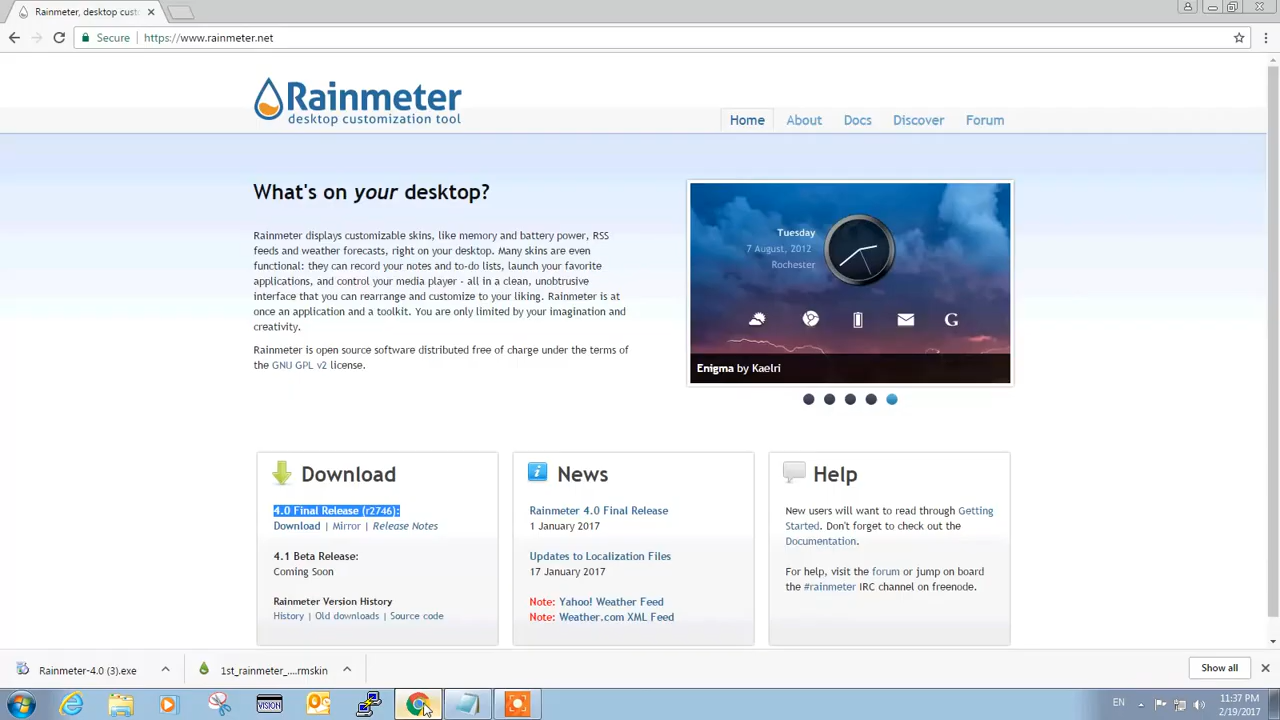 Rainmeter, desktop cust
Secure
https://www.rainmeter.net
Rainmeter
desktop customization tool
Home
About
Docs
Discover
Forum
What's on your desktop?
Rainmeter displays customizable skins, like memory and battery power, RSS
feeds and weather forecasts, right on your desktop. Many skins are even
functional: they can record your notes and to-do lists, launch your favorite
applications, and control your media player - all in a clean, unobtrusive
interface that you can rearrange and customize to your liking. Rainmeter is at
once an application and a toolkit. You are only limited by your imagination and
creativity.
Rainmeter is open source software distributed free of charge under the terms of
the GNU GPL v2 license.
Tuesday
7 August, 2012
Rochester
G
Enigma by Kaelri
Download
4.0 Final Release (r2746):
Download | Mirror | Release Notes
4.1 Beta Release:
Coming Soon
Rainmeter Version History
History | Old downloads | Source code
News
Rainmeter 4.0 Final Release
1 January 2017
Updates to Localization Files
17 January 2017
Note: Yahoo! Weather Feed
Note: Weather.com XML Feed
Help
New users will want to read through Getting
Started. Don't forget to check out the
Documentation.
For help, visit the forum or jump on board
the #rainmeter IRC channel on freenode.
Rainmeter-4.0 (3).exe
1st_rainmeter_....rmskin
Show all
VISION
EN
11:37 PM
2/19/2017